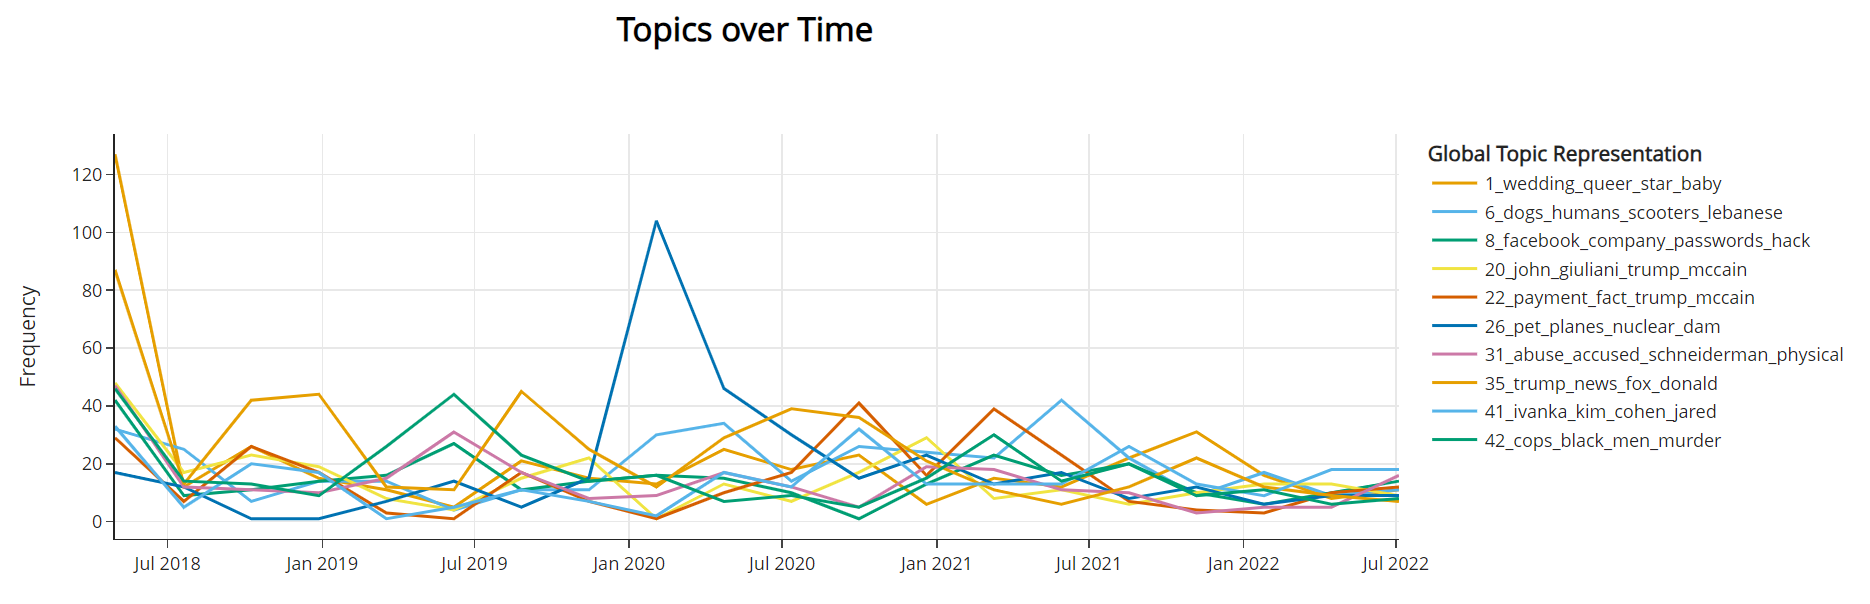 Topics over Time
Global Topic Representation
1_wedding_queer_star_baby
6_dogs_humans_scooters_lebanese
8_facebook_company_passwords_hack
20_john_giuliani_trump_mccain
22_payment_fact_trump_mccain
26_pet_planes_nuclear_dam
31_abuse_accused_schneiderman_physical
35_trump_news_fox_donald
41_ivanka_kim_cohen_jared
42_cops_black_men_murder
Frequency
120
100
80
60
40
20
0
Jul 2018
Jan 2019
Jul 2019
Jan 2020
Jul 2020
Jan 2021
Jul 2021
Jan 2022
Jul 2022